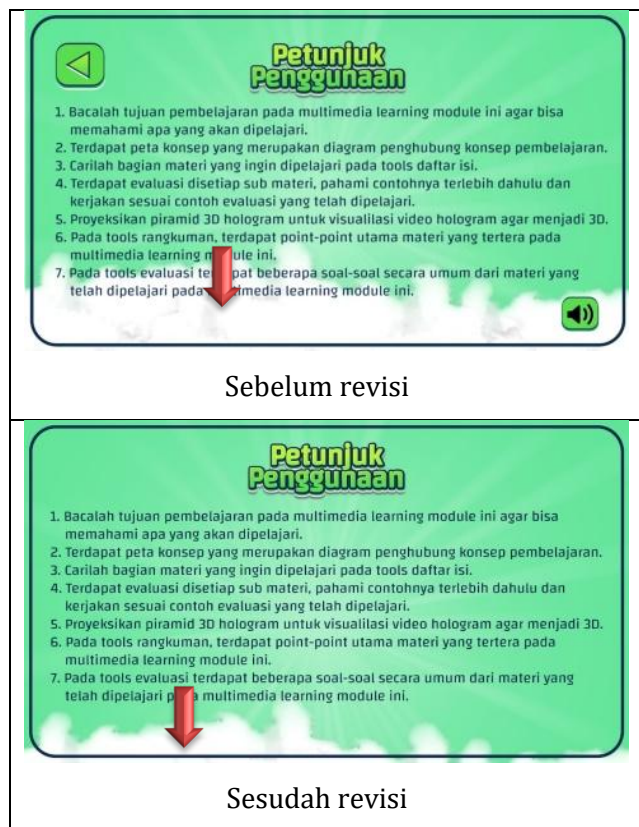 Petunjuk
Penggunaan
1. Bacalah tujuan pembelajaran pada multimedia learning module ini agar bisa
memahami apa yang akan dipelajari.
2. Terdapat peta konsep yang merupakan diagram penghubung konsep pembelajaran.
3. Carilah bagian materi yang ingin dipelajari pada tools daftar isi.
4. Terdapat evaluasi disetiap sub materi, pahami contohnya terlebih dahulu dan
kerjakan sesuai contoh evaluasi yang telah dipelajari.
5. Proyeksikan piramid 3D hologram untuk visualilasi video hologram agar menjadi 3D.
6. Pada tools rangkuman, terdapat point-point utama materi yang tertera pada
multimedia learning ini.
7. Pada tools evaluasi beberapa soal-soal secara umum dari materi yang
telah dipelajari pada learning module ini.
Sebelum revisi
Petunjuk
Penggunaan
1. Bacalah tujuan pembelajaran pada multimedia learning module ini agar bisa
memahami apa yang akan dipelajari.
2. Terdapat peta konsep yang merupakan diagram penghubung konsep pembelajaran.
3. Carilah bagian materi yang ingin dipelajari pada tools daftar isi.
4. Terdapat evaluasi disetiap sub materi, pahami contohnya terlebih dahulu dan
kerjakan sesuai contoh evaluasi yang telah dipelajari.
5. Proyeksikan piramid 3D hologram untuk visualilasi video hologram agar menjadi 3D.
6. Pada tools rangkuman, terdapat point-point utama materi yang tertera pada
multimedia learning module ini.
7. Pada tools evaluasi terdapat beberapa soal-soal secara umum dari materi yang
telah dipelajari multimedia learning module ini.
Sesudah revisi